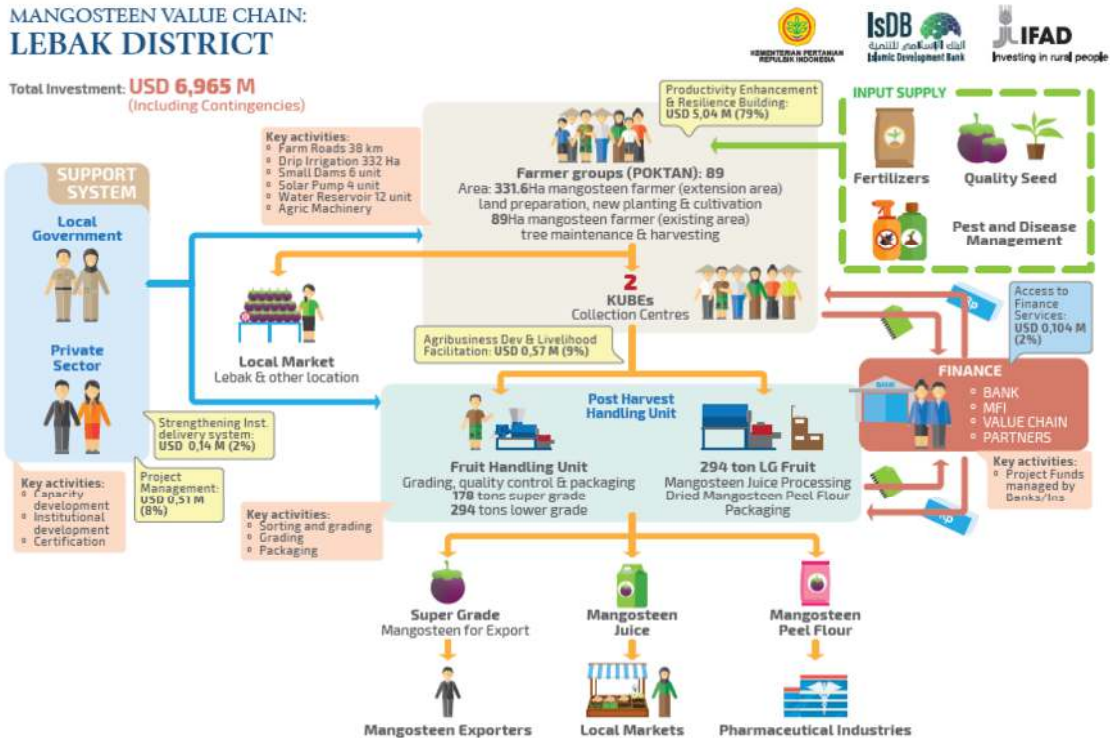 MANGOSTEEN VALUE CHAIN:
LEBAK DISTRICT
Total Investment: USD 6,965 M
(Including Contingencies)
KEMENTERIAN PERTANIAN
REPUBLIK INDONESIA
IsDB
البنك الإسلامي للتنمية
Islamic Development Bank
IFAD
Investing in rural people
Productivity Enhancement
& Resilience Building:
USD 5,04 M (79%)
INPUT SUPPLY
Fertilizers
Quality Seed
Pest and Disease
Management
Key activities:
Farm Roads 38 km
Drip Irrigation 332 Ha
Small Dams 6 unit
Solar Pump 4 unit
Water Reservoir 12 unit
Agric Machinery
Farmer groups (POKTAN): 89
Area: 331.6Ha mangosteen farmer (extension area)
land preparation, new planting & cultivation
89Ha mangosteen farmer (existing area)
tree maintenance & harvesting
SUPPORT
SYSTEM
Local
Government
Private
Sector
2
KUBEs
Collection Centres
Local Market
Lebak & other location
Agribusiness Dev & Livelihood
Facilitation: USD 0,57 M (9%)
Access to
Finance
Services:
USD 0,104 M
(2%)
Rp
FINANCE
BANK
BANK
MFI
VALUE CHAIN
PARTNERS
Key activities:
Project Funds
managed by
Banks/Ins
Rp
Strengthening Inst.
delivery system:
USD 0,14 M (2%)
Project
Management:
USD 0,51 M
(8%)
Key activities:
Capacity
development
Institutional
development
Certification
Post Harvest
Handling Unit
Fruit Handling Unit
Grading, quality control & packaging
178 tons super grade
294 tons lower grade
294 ton LG Fruit
Mangosteen Juice Processing
Dried Mangosteen Peel Flour
Packaging
Key activities:
Sorting and grading
Grading
Packaging
Super Grade
Mangosteen for Export
Mangosteen
Juice
Mangosteen
Peel Flour
Mangosteen Exporters
Local Markets
Pharmaceutical Industries